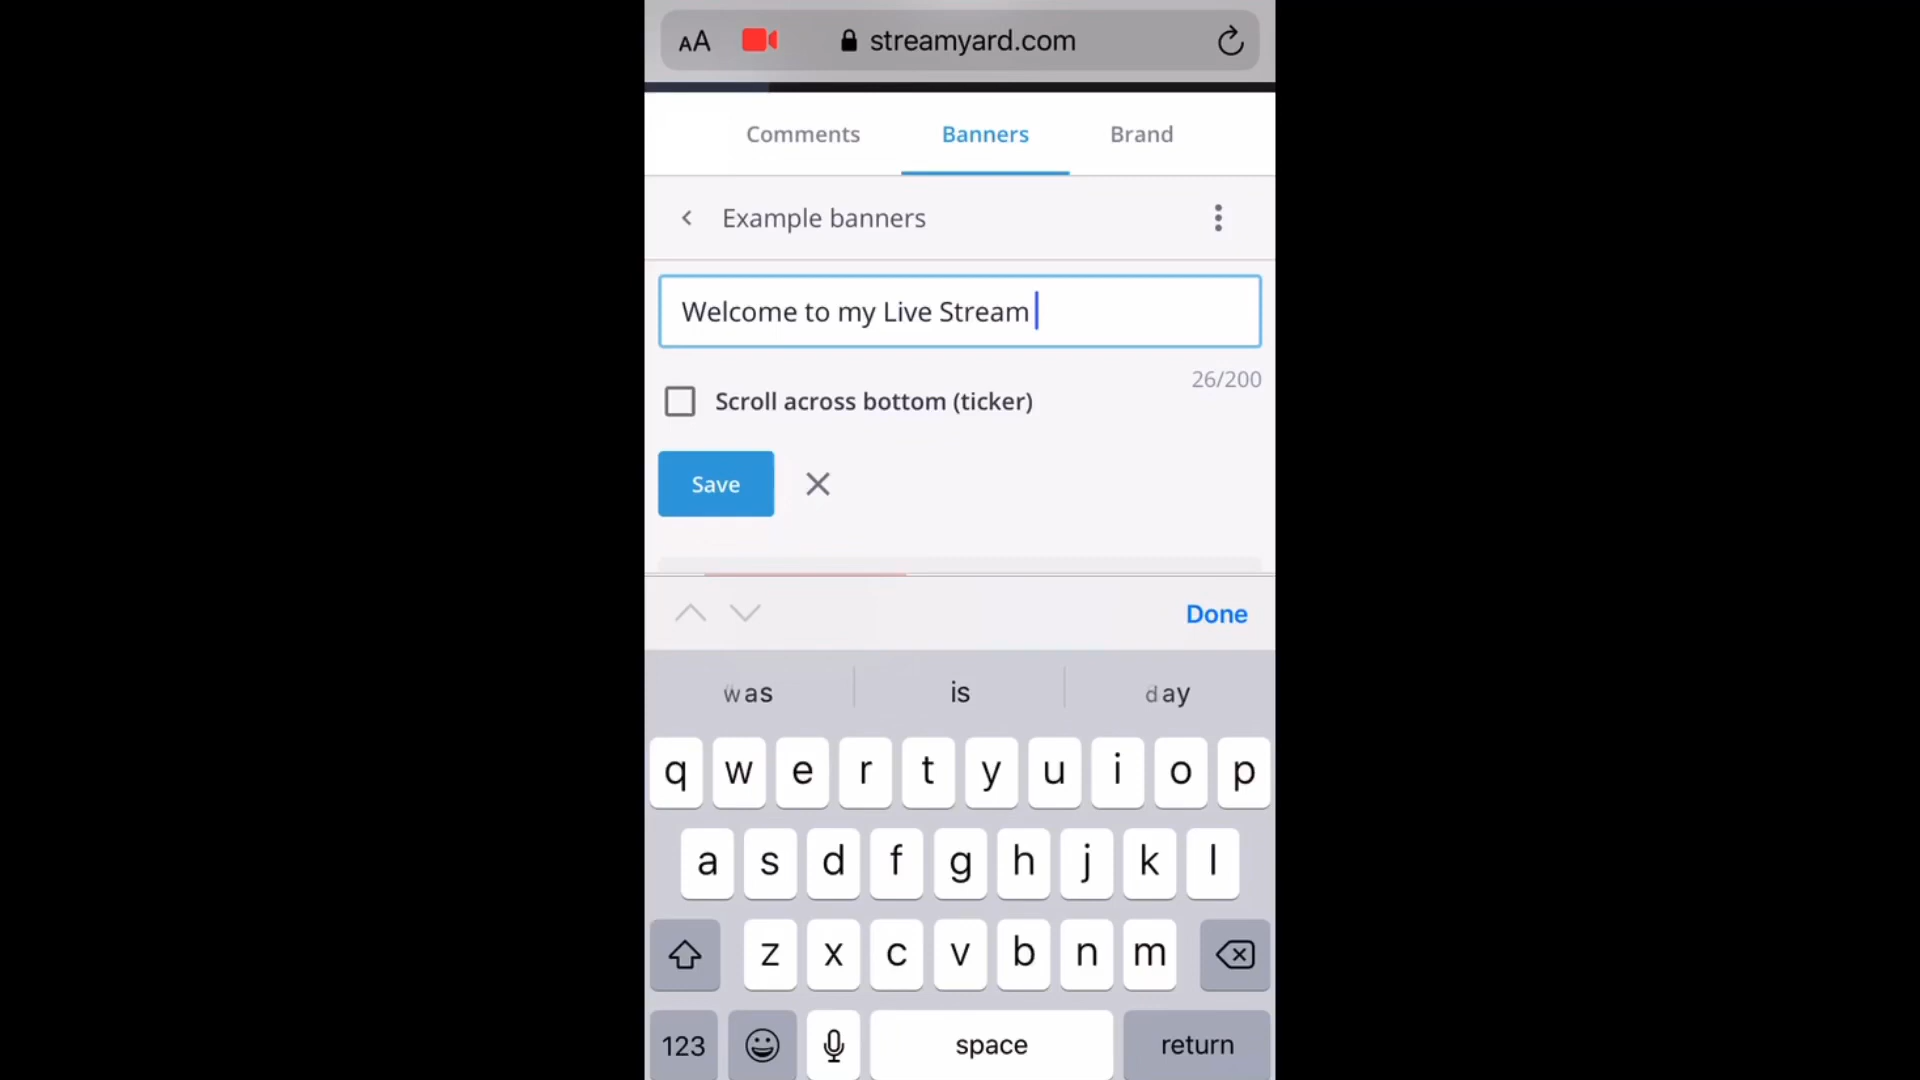 AA streamyard.com
Comments Banners Brand
Example banners
Welcome to my Live Stream
26/200
Scroll across bottom (ticker)
Save
Done
was is day
q w e r t y u i o p
a s d f g h j k l
z x c v b n m
123 space return